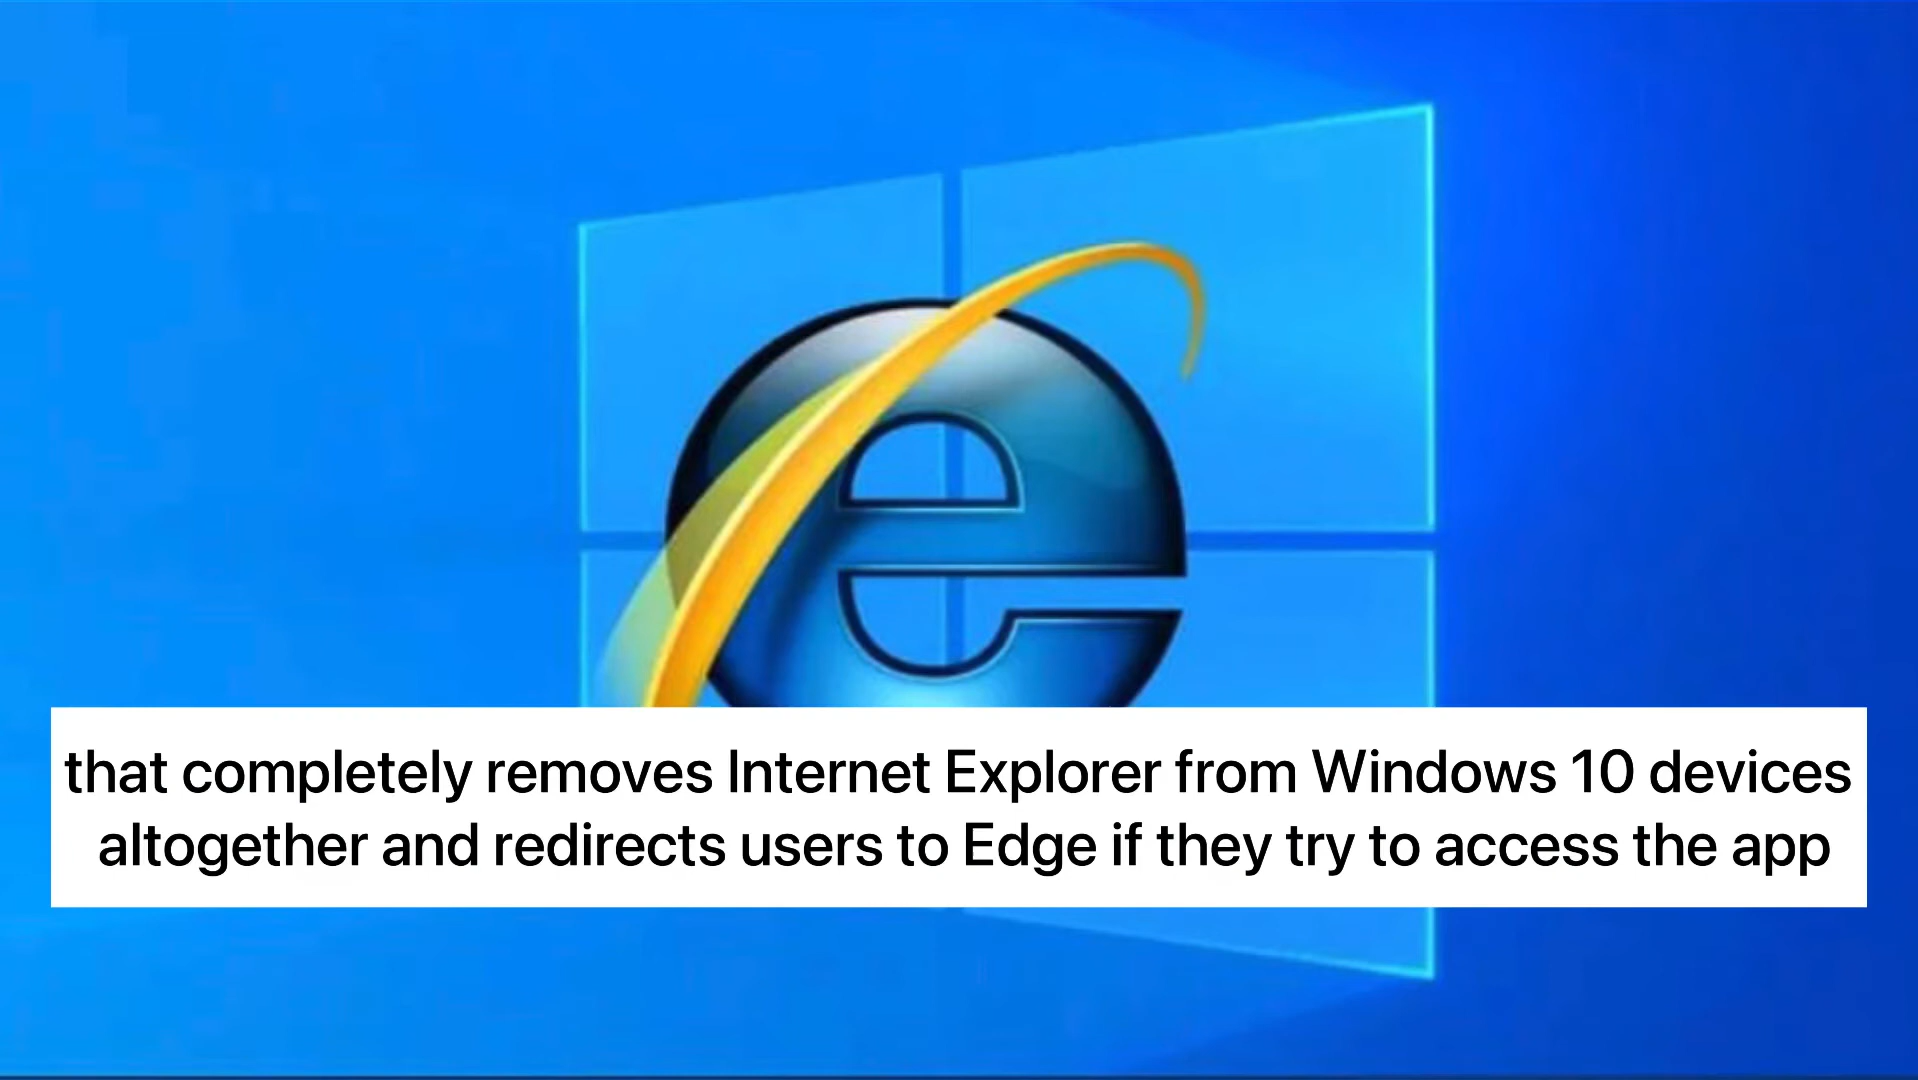 that completely removes Internet Explorer from Windows 10 devices
altogether and redirects users to Edge if they try to access the app